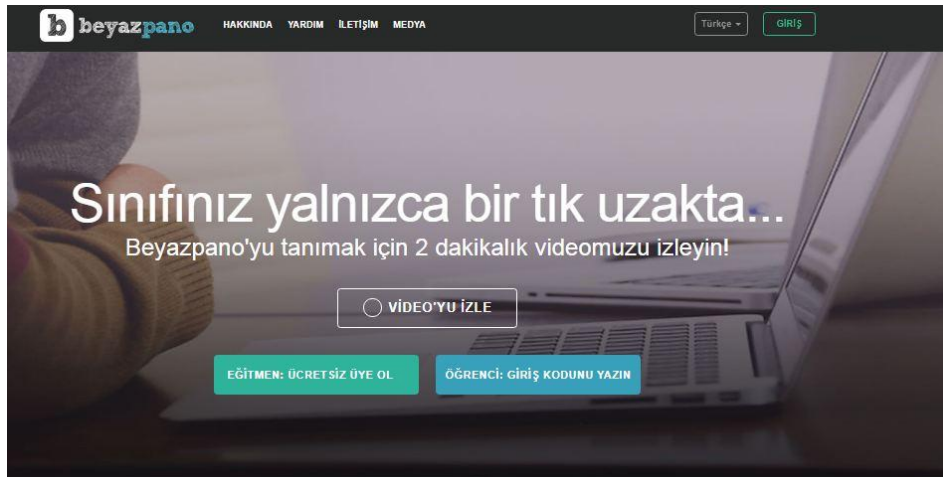 b beyazpano HAKKINDA YARDIM İLETİŞİM MEDYA Türkçe GİRİŞ
Sınıfınız yalnızca bir tık uzakta...
Beyazpano'yu tanımak için 2 dakikalık videomuzu izleyin!
VİDEO'YU İZLE
EĞİTMEN: ÜCRETSİZ ÜYE OL ÖĞRENCİ: GİRİŞ KODUNU YAZIN